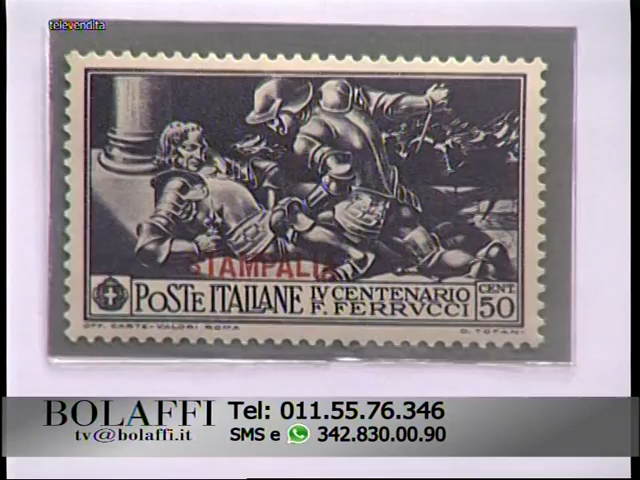 televendita
STAMPALIA
POSTE ITALIANE IV CENTENARIO
F. FERRVCCI
CENT.
50
OFF. CARTE-VALORI ROMA
D. TOFANI
BOLAFFI
tv@bolaffi.it
Tel: 011.55.76.346
SMS e 342.830.00.90